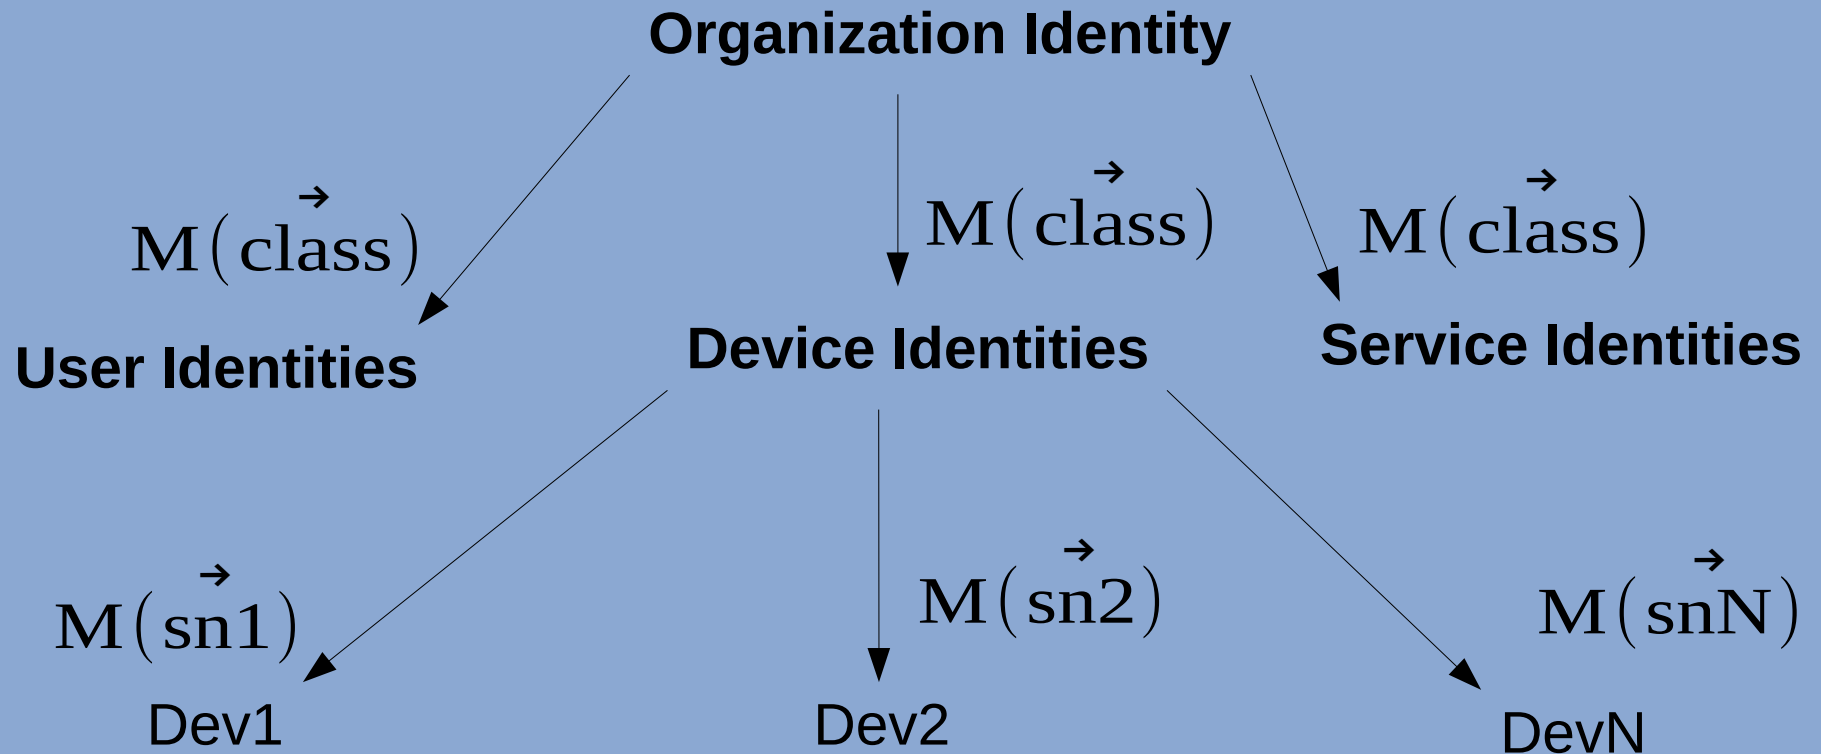 Organization Identity
M(class)
M(class)
M(class)
User Identities
Device Identities
Service Identities
M(sn1)
M(sn2)
M(snN)
Dev1
Dev2
DevN